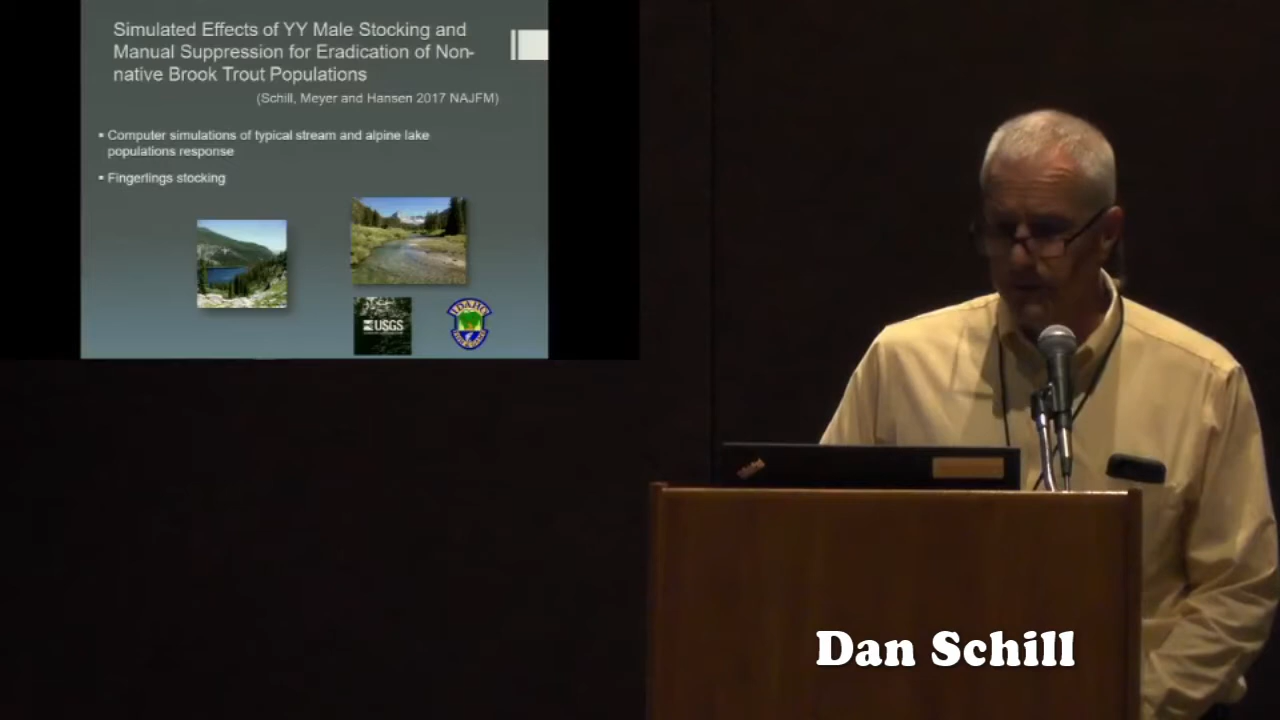 Simulated Effects of YY Male Stocking and
Manual Suppression for Eradication of Non-
native Brook Trout Populations
(Schill, Meyer and Hansen 2017 NAJFM)
▪ Computer simulations of typical stream and alpine lake
populations response
▪ Fingerlings stocking
USGS
IDAHO
Dan Schill